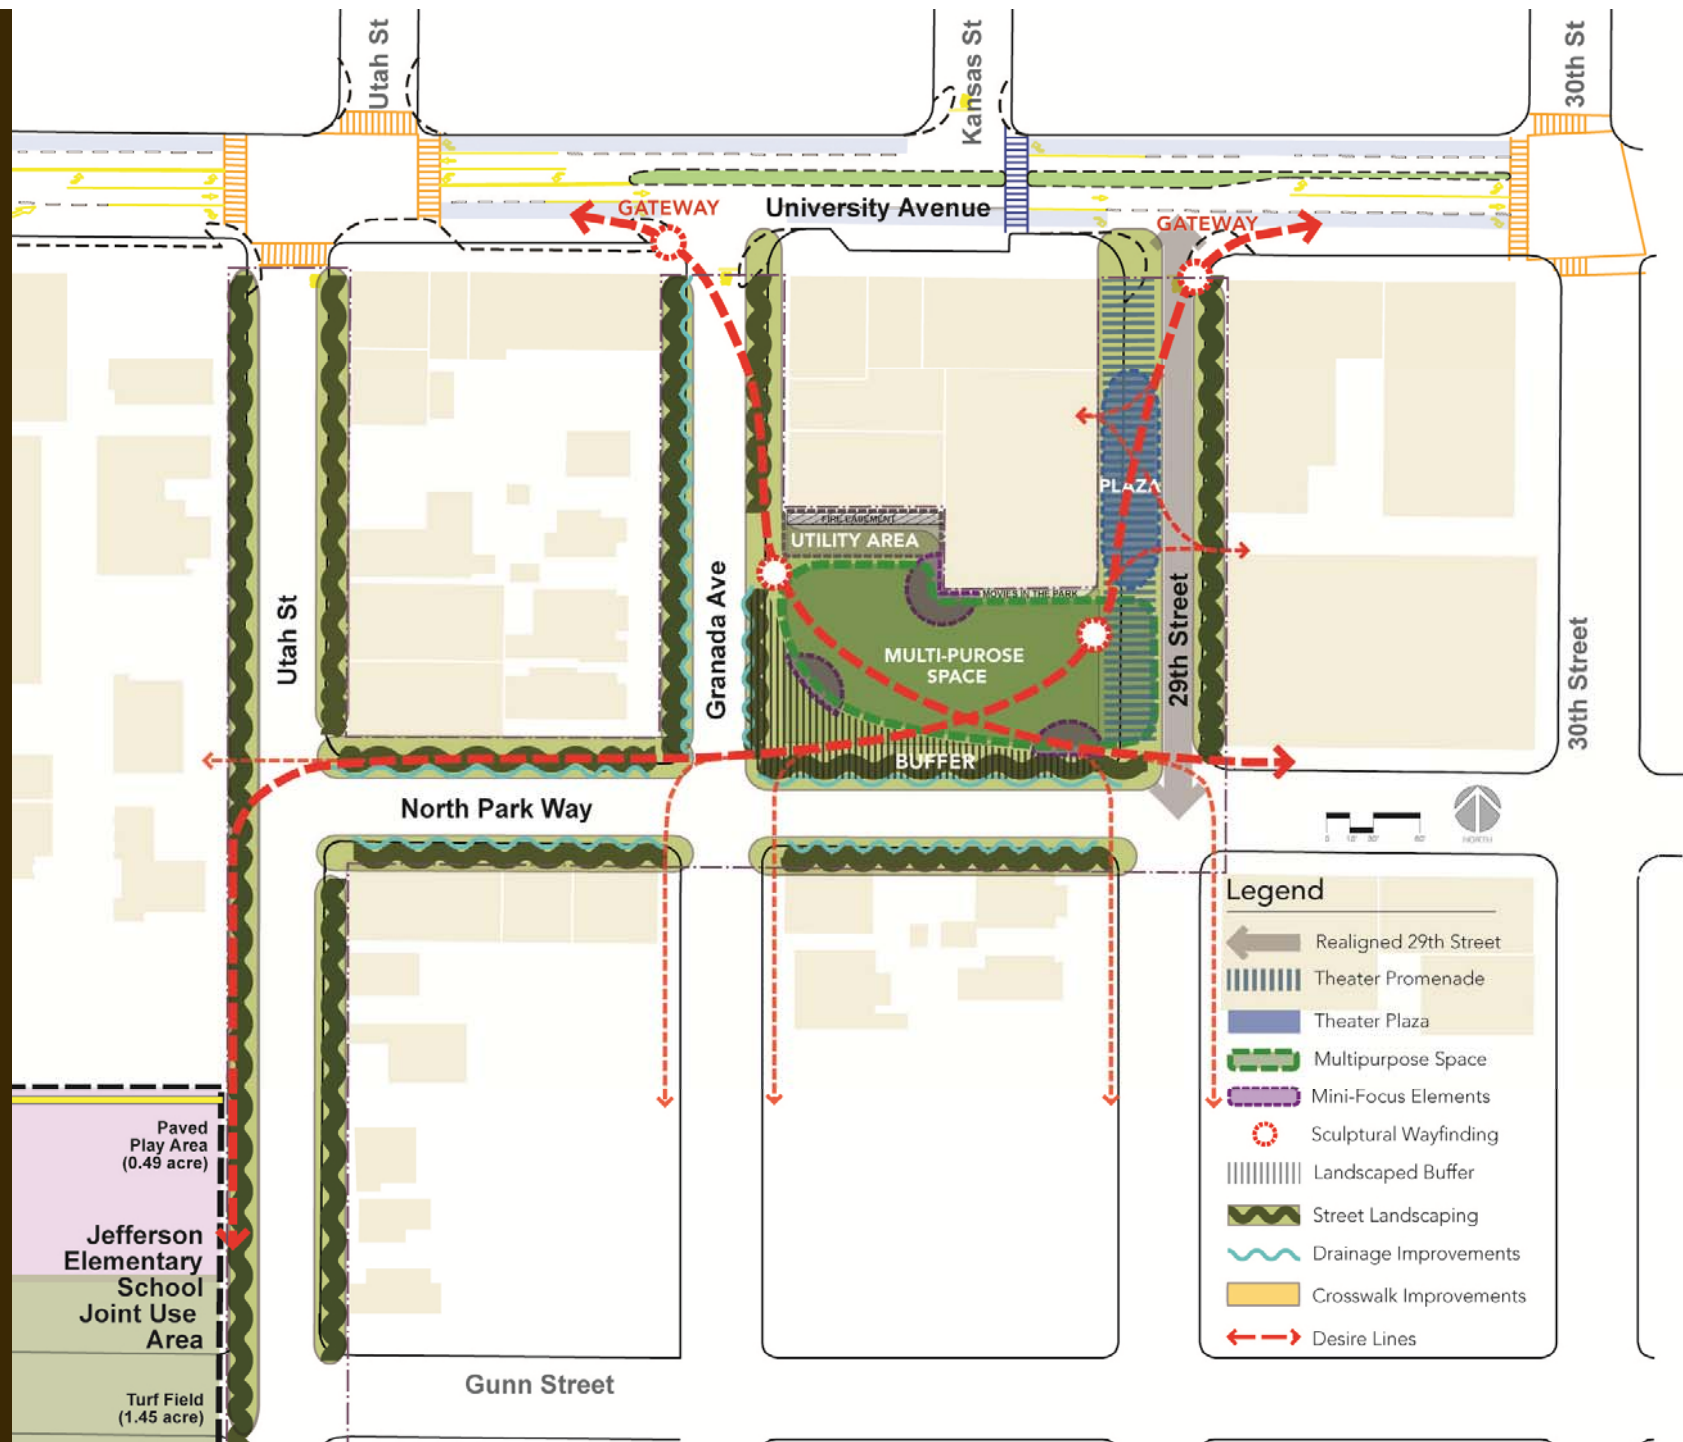 Utah St
Kansas St
30th St
GATEWAY
University Avenue
GATEWAY
PLAZA
FIRE EASEMENT
UTILITY AREA
MOVIES IN THE PARK
MULTI-PUROSE
SPACE
BUFFER
Utah St
Granada Ave
29th Street
30th Street
North Park Way
NORTH
Legend
Realigned 29th Street
Theater Promenade
Theater Plaza
Multipurpose Space
Mini-Focus Elements
Sculptural Wayfinding
Landscaped Buffer
Street Landscaping
Drainage Improvements
Crosswalk Improvements
Desire Lines
Paved
Play Area
(0.49 acre)
Jefferson
Elementary
School
Joint Use
Area
Turf Field
(1.45 acre)
Gunn Street